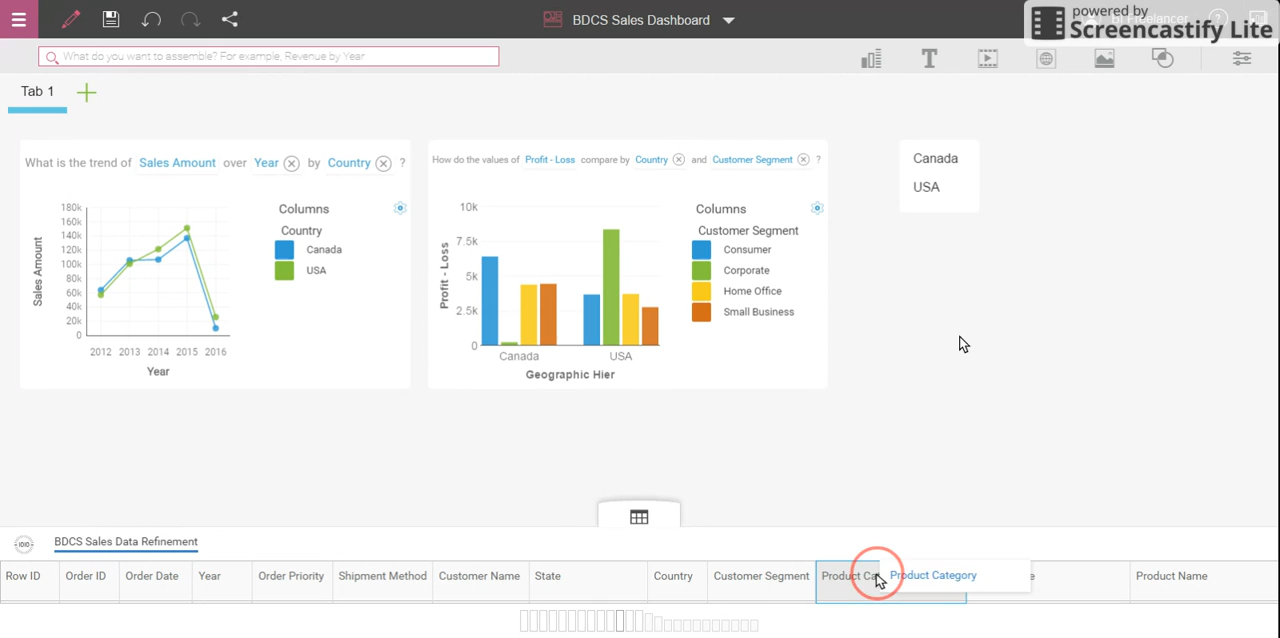 BDCS Sales Dashboard
powered by
Screencastify Lite
What do you want to assemble? For example, Revenue by Year
Tab 1
What is the trend of Sales Amount over Year by Country ?
Sales Amount
180k
160k
140k
120k
100k
80k
60k
40k
20k
0
2012 2013 2014 2015 2016
Year
Columns
Country
Canada
USA
How do the values of Profit - Loss compare by Country and Customer Segment ?
Profit - Loss
10k
7.5k
5k
2.5k
0
Canada USA
Geographic Hier
Columns
Customer Segment
Consumer
Corporate
Home Office
Small Business
Canada
USA
BDCS Sales Data Refinement
Row ID Order ID Order Date Year Order Priority Shipment Method Customer Name State Country Customer Segment Product Ca Product Category Product Name